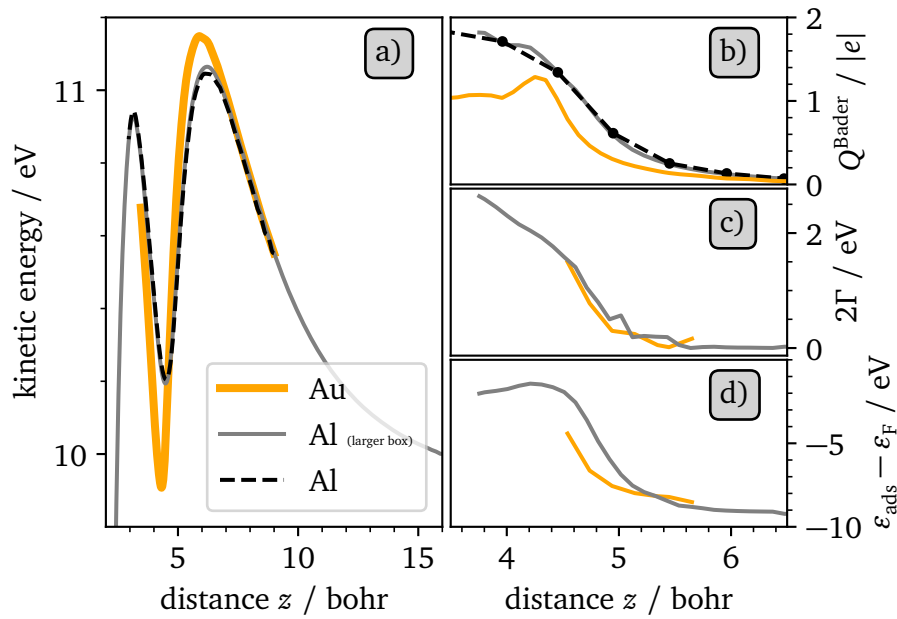 a)
11
10
kinetic energy / eV
Au
Al (larger box)
Al
5
10
15
distance z / bohr
b)
2
1
0
Q^Bader / |e|
c)
2
0
2Γ / eV
d)
−5
−10
ε_ads − ε_F / eV
4
5
6
distance z / bohr